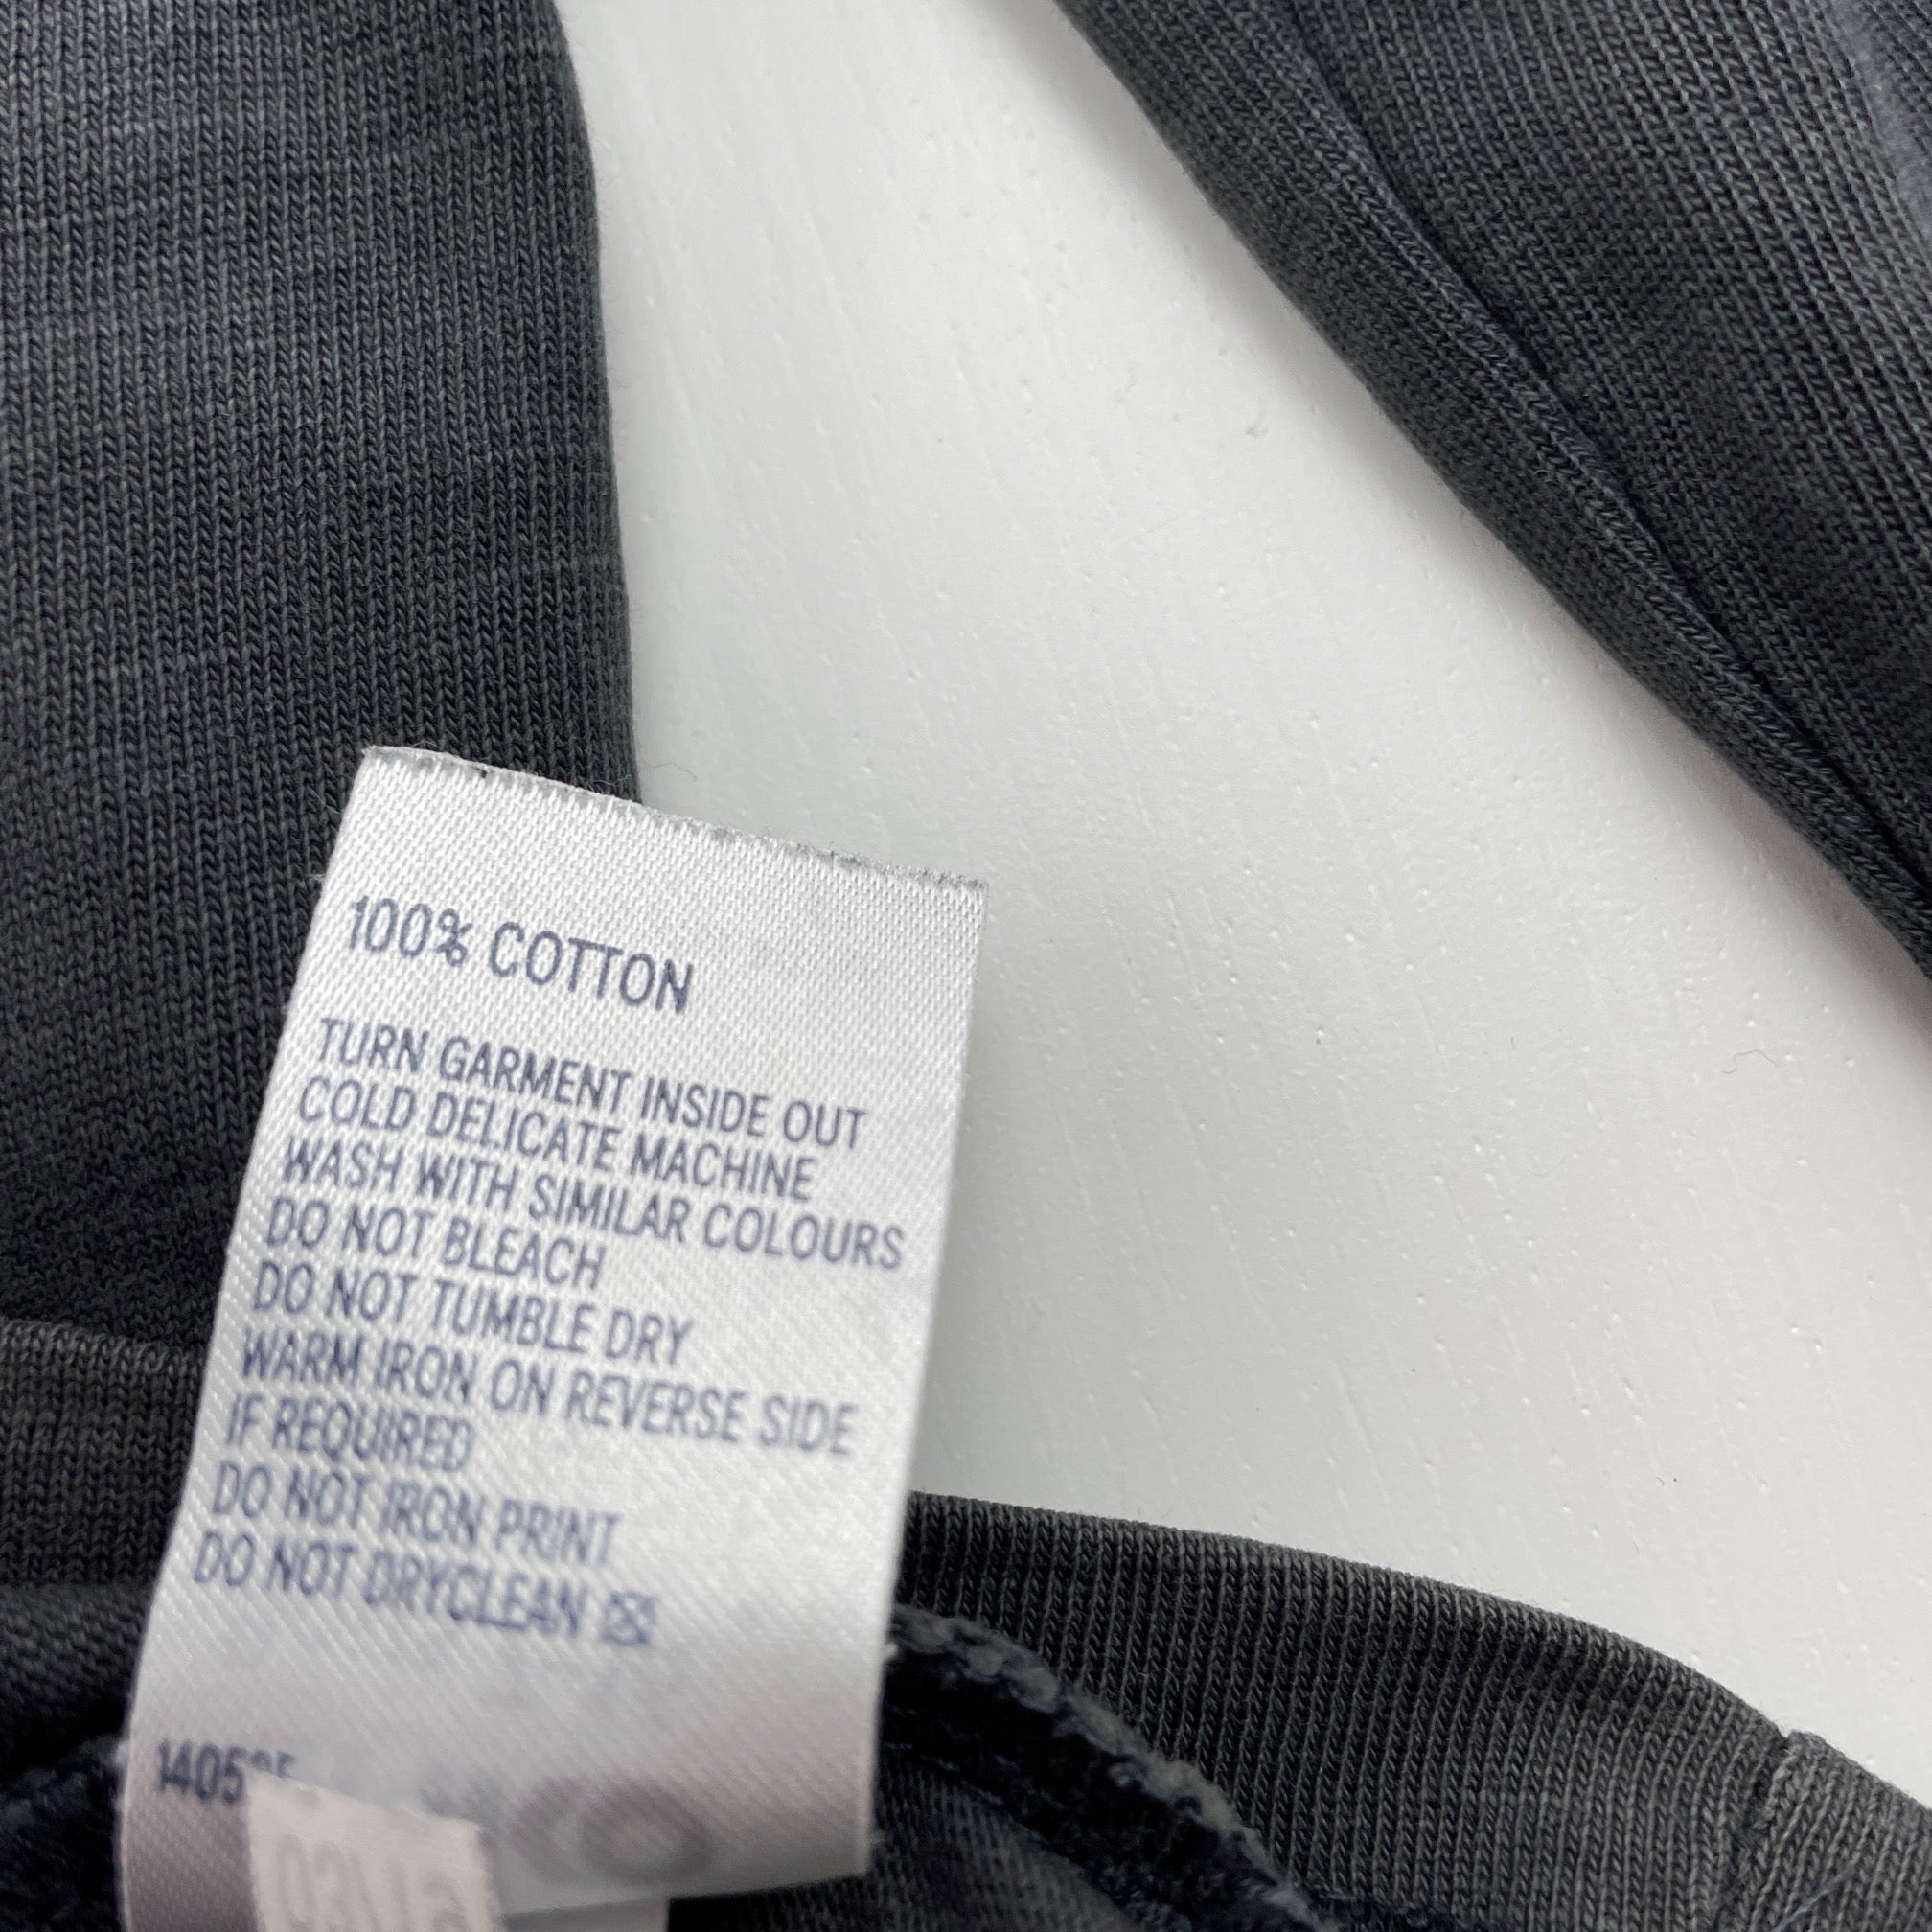 100% COTTON
TURN GARMENT INSIDE OUT
COLD DELICATE MACHINE
WASH WITH SIMILAR COLOURS
DO NOT BLEACH
DO NOT TUMBLE DRY
WARM IRON ON REVERSE SIDE
IF REQUIRED
DO NOT IRON PRINT
DO NOT DRYCLEAN